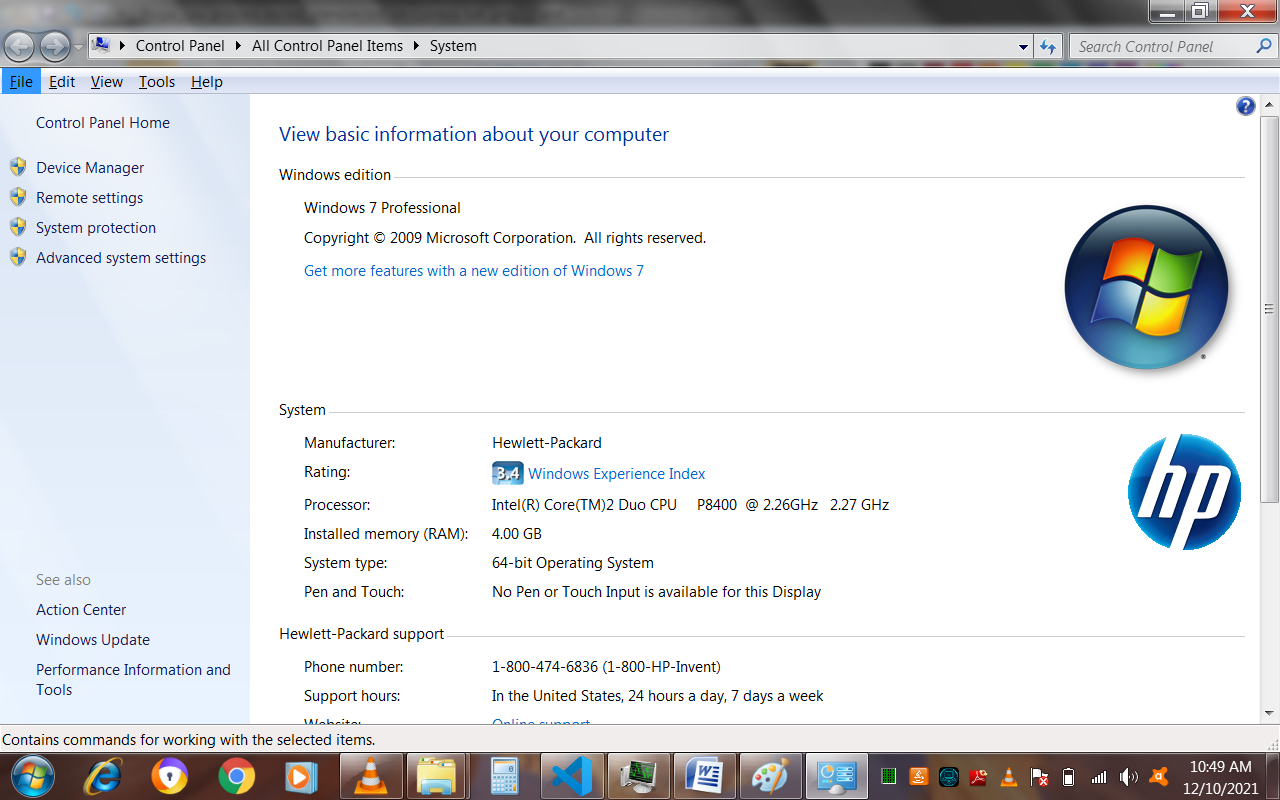 Control Panel All Control Panel Items System
Search Control Panel
File Edit View Tools Help
Control Panel Home
Device Manager
Remote settings
System protection
Advanced system settings
See also
Action Center
Windows Update
Performance Information and
Tools
View basic information about your computer
Windows edition
Windows 7 Professional
Copyright © 2009 Microsoft Corporation.  All rights reserved.
Get more features with a new edition of Windows 7
System
Manufacturer: Hewlett-Packard
Rating: 3.4 Windows Experience Index
Processor: Intel(R) Core(TM)2 Duo CPU     P8400  @ 2.26GHz   2.27 GHz
Installed memory (RAM): 4.00 GB
System type: 64-bit Operating System
Pen and Touch: No Pen or Touch Input is available for this Display
hp
Hewlett-Packard support
Phone number: 1-800-474-6836 (1-800-HP-Invent)
Support hours: In the United States, 24 hours a day, 7 days a week
Website: Online support
Contains commands for working with the selected items.
10:49 AM
12/10/2021